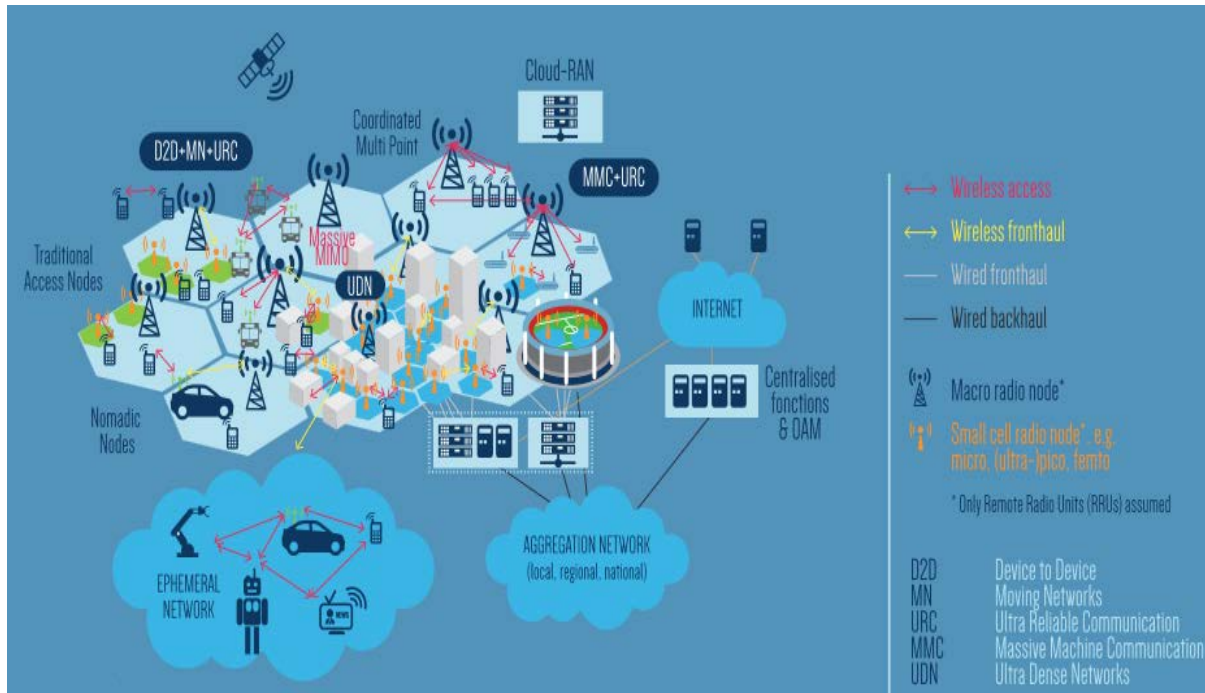 Cloud-RAN
Coordinated
Multi Point
D2D+MN+URC
MMC+URC
Massive
MIMO
Traditional
Access Nodes
UDN
INTERNET
Nomadic
Nodes
Centralised
fonctions
& OAM
EPHEMERAL
NETWORK
NEWS
AGGREGATION NETWORK
(local, regional, national)
Wireless access
Wireless fronthaul
Wired fronthaul
Wired backhaul
Macro radio node*
Small cell radio node*, e.g.
micro, (ultra-)pico, femto
* Only Remote Radio Units (RRUs) assumed
D2D Device to Device
MN Moving Networks
URC Ultra Reliable Communication
MMC Massive Machine Communication
UDN Ultra Dense Networks